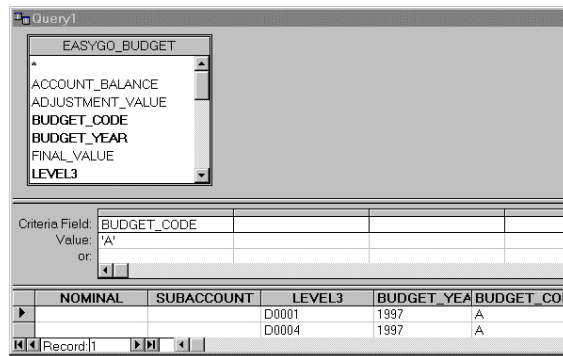 Query1
EASYGO_BUDGET
*
ACCOUNT_BALANCE
ADJUSTMENT_VALUE
BUDGET_CODE
BUDGET_YEAR
FINAL_VALUE
LEVEL3
Criteria Field: BUDGET_CODE
Value: 'A'
or:
NOMINAL SUBACCOUNT LEVEL3 BUDGET_YEA BUDGET_CO
D0001 1997 A
D0004 1997 A
Record: 1